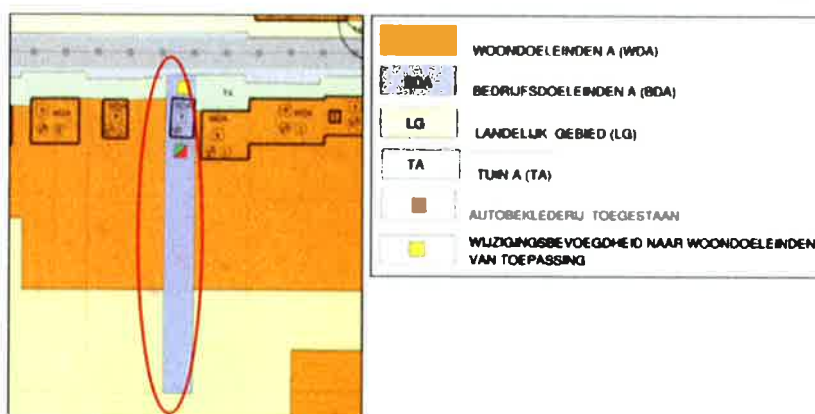 WOONDOELEINDEN A (WDA)
BDA
BEDRIJFSDOELEINDEN A (BDA)
LG
LANDELIJK GEBIED (LG)
TA
TUIN A (TA)
AUTOBEKLEDERIJ TOEGESTAAN
WIJZIGINGSBEVOEGDHEID NAAR WOONDOELEINDEN
VAN TOEPASSING
TA
WDA
WDA
WDA